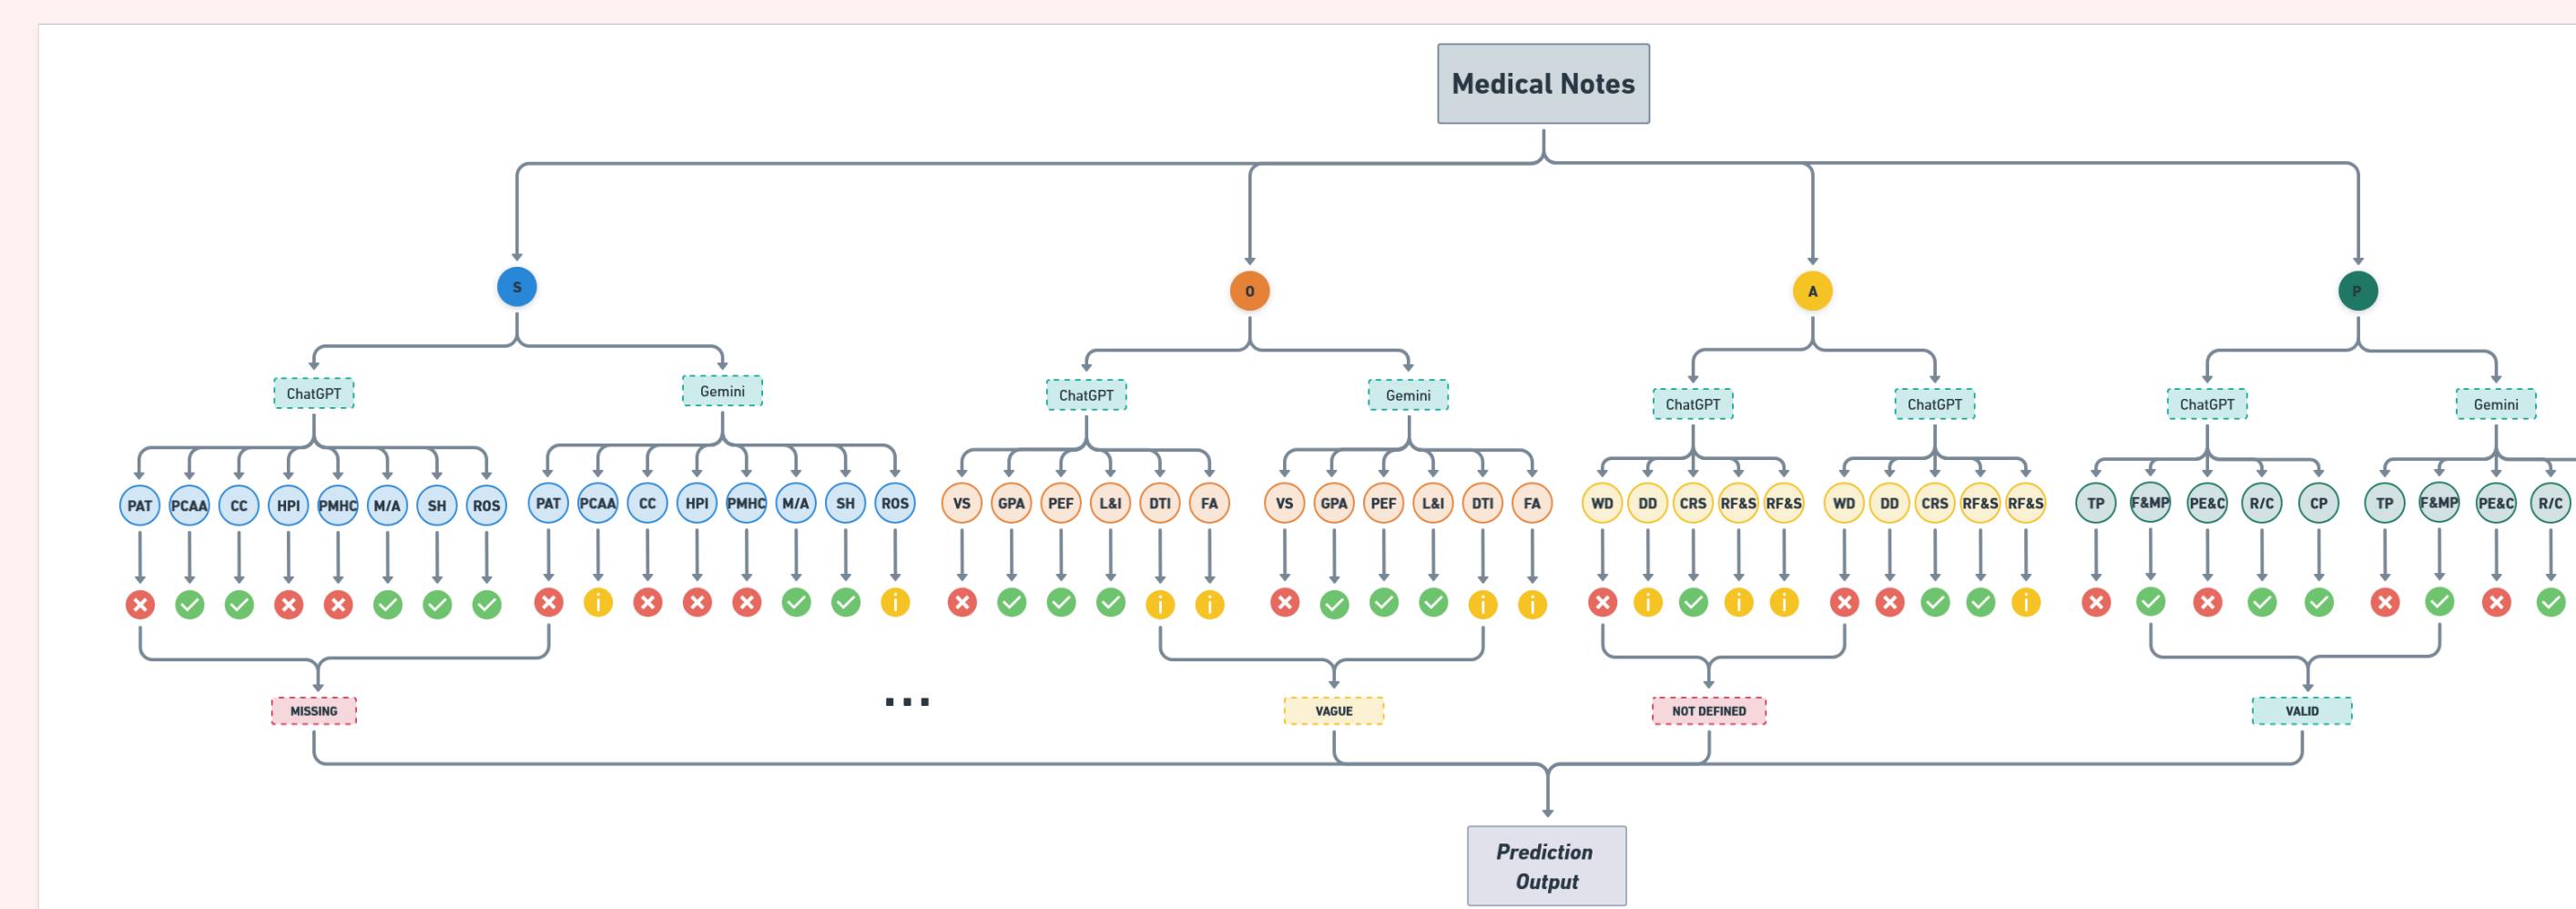 Medical Notes
S
O
A
P
ChatGPT
Gemini
ChatGPT
Gemini
ChatGPT
ChatGPT
ChatGPT
Gemini
PAT
PCAA
CC
HPI
PMHC
M/A
SH
ROS
PAT
PCAA
CC
HPI
PMHC
M/A
SH
ROS
VS
GPA
PEF
L&I
DTI
FA
VS
GPA
PEF
L&I
DTI
FA
WD
DD
CRS
RF&S
RF&S
WD
DD
CRS
RF&S
RF&S
TP
F&MP
PE&C
R/C
CP
TP
F&MP
PE&C
R/C
...
MISSING
VAGUE
NOT DEFINED
VALID
Prediction
Output